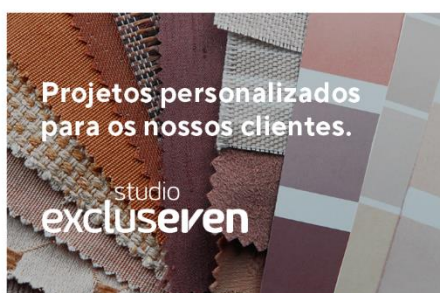 Projetos personalizados
para os nossos clientes.
studio
excluseven